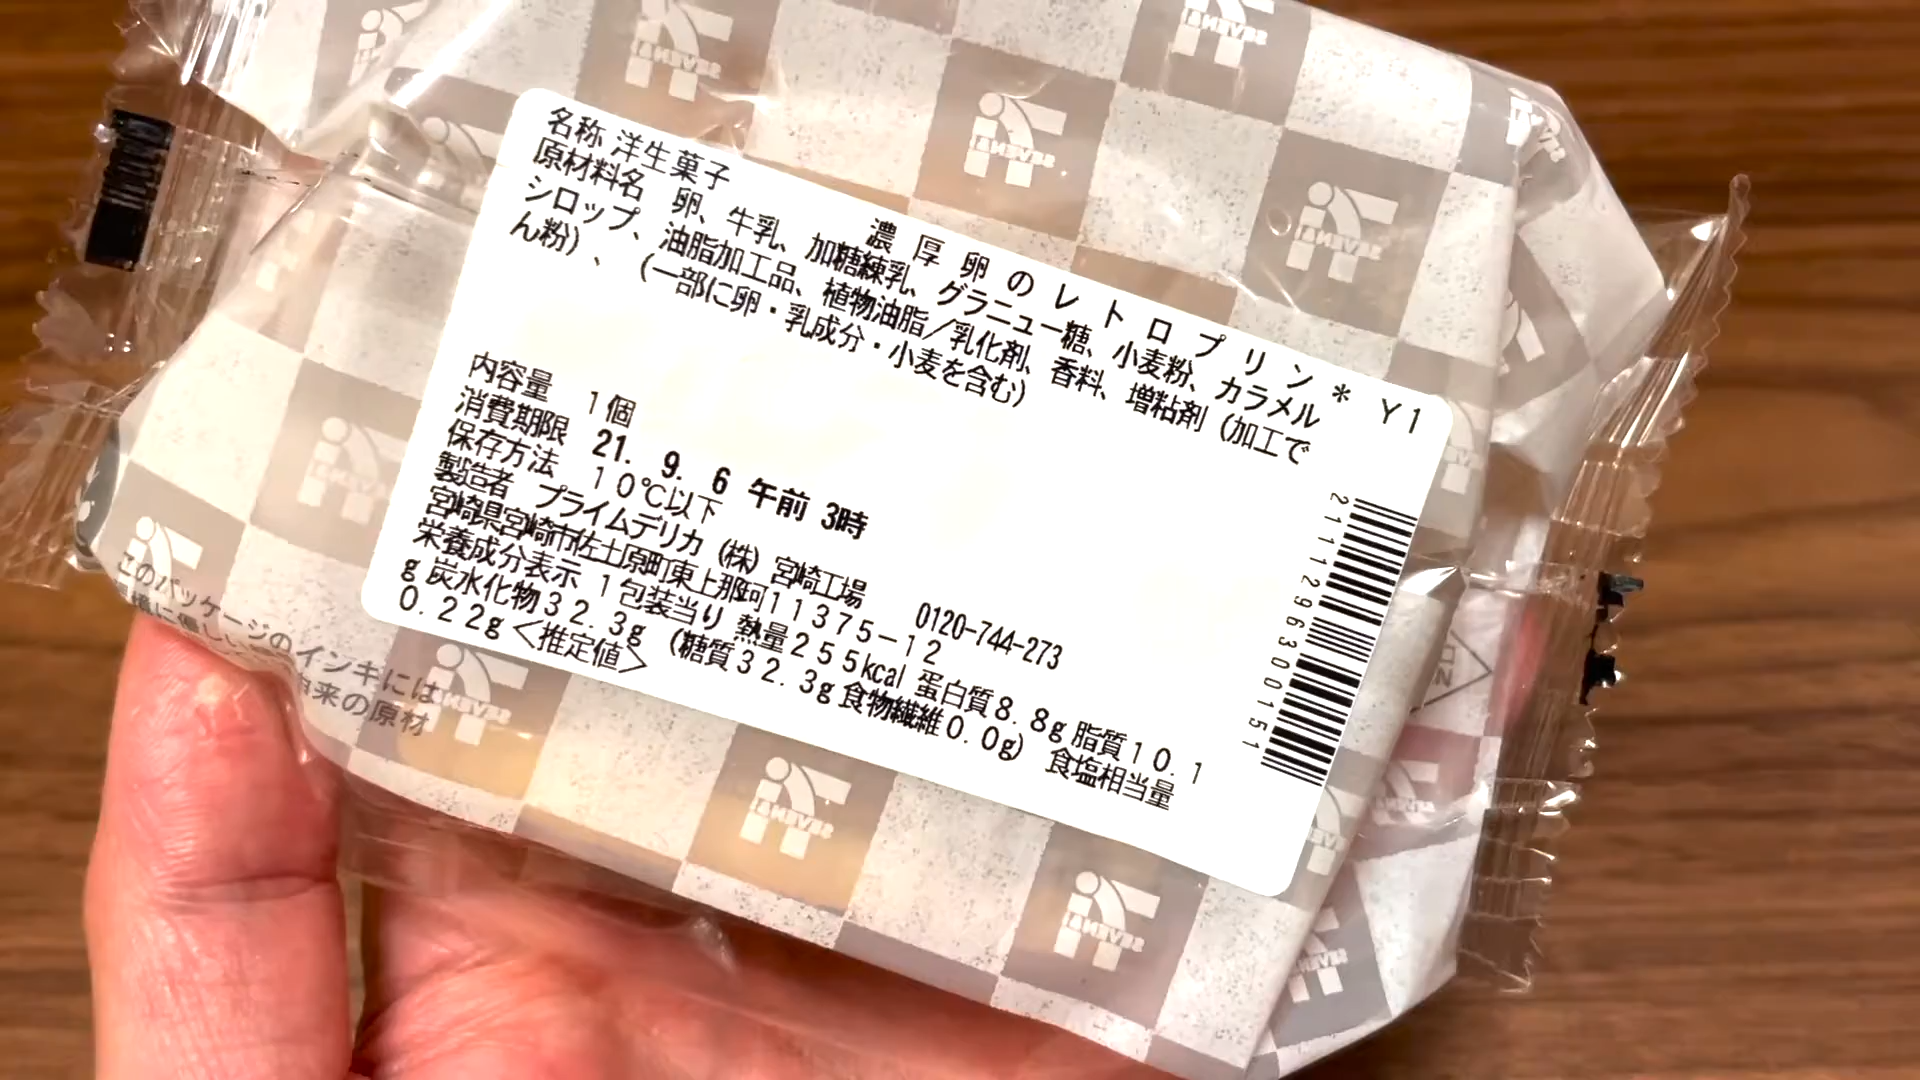 名称 洋生菓子
濃厚卵のレトロプリン* Y1
原材料名 卵、牛乳、加糖練乳、グラニュー糖、小麦粉、カラメル
シロップ、油脂加工品、植物油脂/乳化剤、香料、増粘剤(加工で
ん粉)、(一部に卵・乳成分・小麦を含む)
内容量 1個
消費期限 21. 9. 6 午前 3時
保存方法 10℃以下
製造者 プライムデリカ(株)宮崎工場
宮崎県宮崎市佐土原町東上那珂11375-12
0120-744-273
栄養成分表示 1包装当り 熱量255kcal 蛋白質8.8g 脂質10.1
g 炭水化物32.3g (糖質32.3g 食物繊維0.0g) 食塩相当量
0.22g <推定値>
2111296300151
このパッケージのインキには